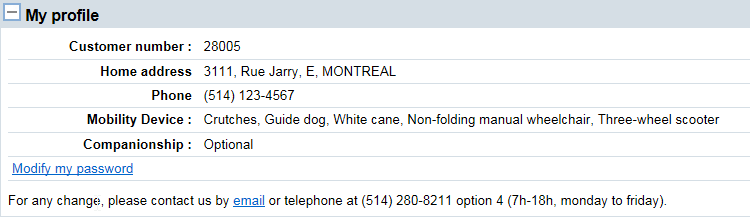 My profile
Customer number : 28005
Home address 3111, Rue Jarry, E, MONTREAL
Phone (514) 123-4567
Mobility Device : Crutches, Guide dog, White cane, Non-folding manual wheelchair, Three-wheel scooter
Companionship : Optional
Modify my password
For any change, please contact us by email or telephone at (514) 280-8211 option 4 (7h-18h, monday to friday).